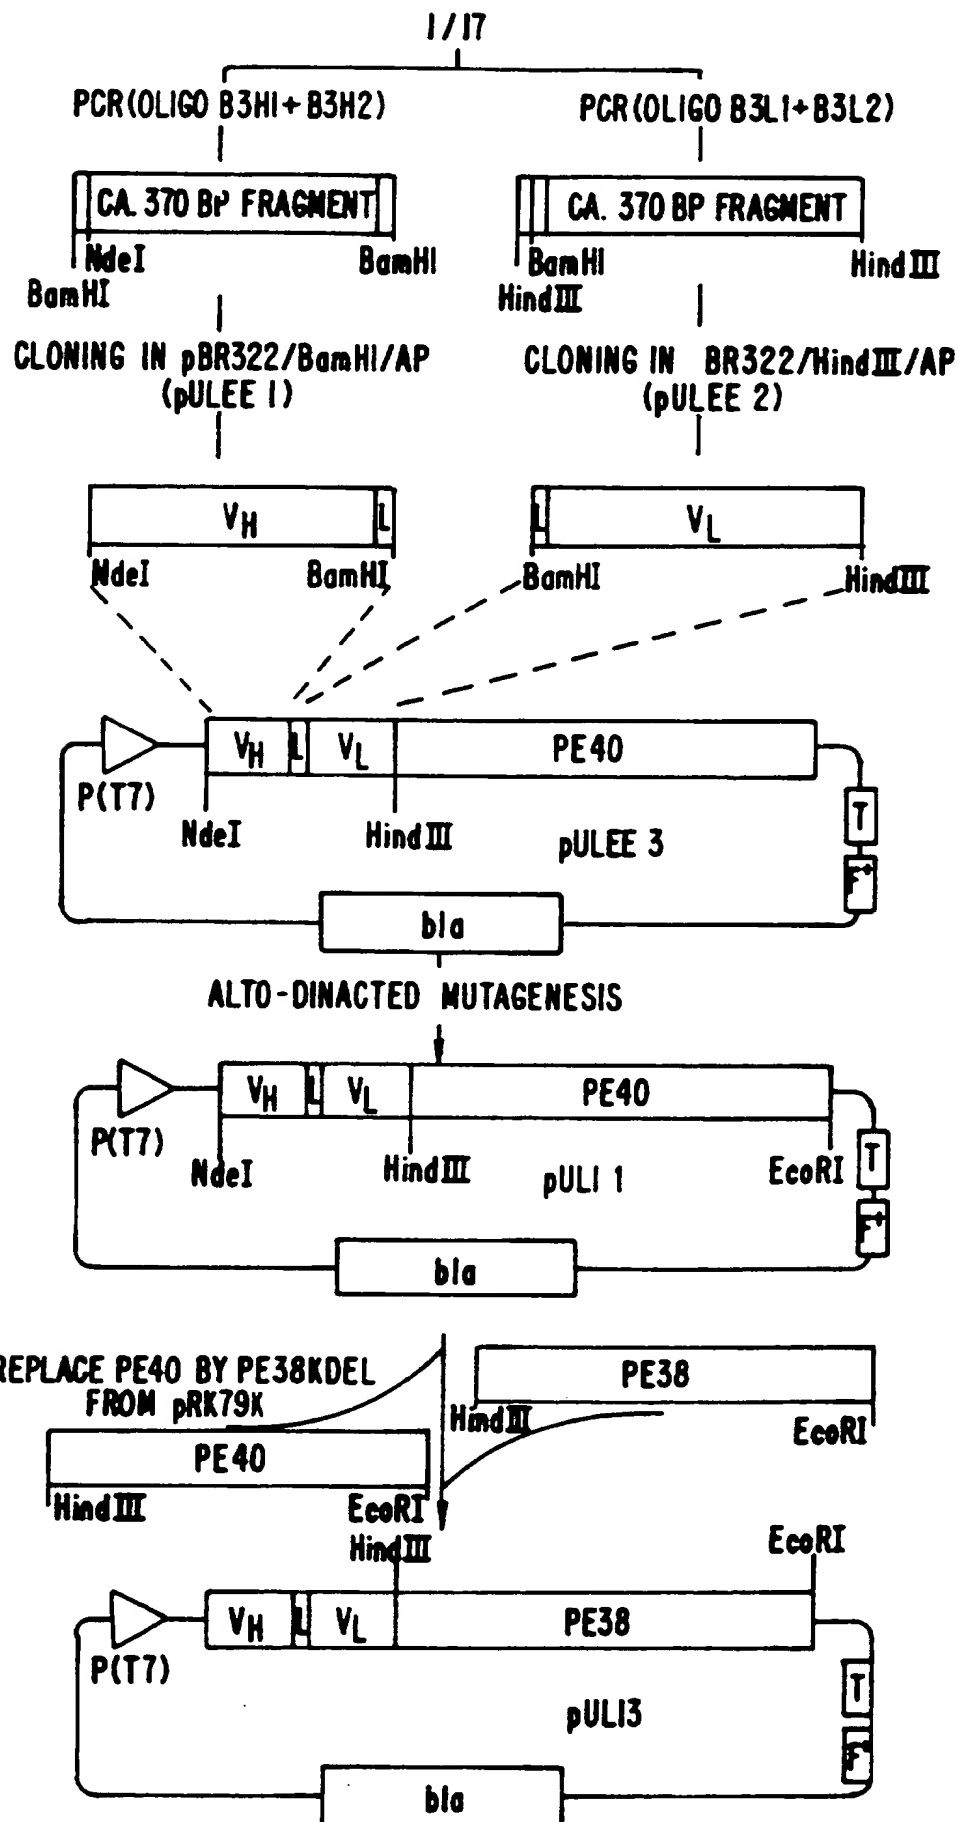 1/17
PCR(OLIGO B3H1+B3H2)
PCR(OLIGO B3L1+B3L2)
CA. 370 BP FRAGMENT
CA. 370 BP FRAGMENT
NdeI
BamHI
BamHI
BamHI
HindIII
HindIII
CLONING IN pBR322/BamHI/AP
(pULEE 1)
CLONING IN BR322/HindIII/AP
(pULEE 2)
VH
L
L
VL
NdeI
BamHI
BamHI
HindIII
VH
L
VL
PE40
P(T7)
NdeI
HindIII
pULEE 3
T
F+
bla
ALTO-DINACTED MUTAGENESIS
VH
L
VL
PE40
P(T7)
NdeI
HindIII
pULI 1
EcoRI
T
F+
bla
REPLACE PE40 BY PE38KDEL
FROM pRK79K
PE38
HindIII
EcoRI
PE40
HindIII
EcoRI
HindIII
EcoRI
VH
L
VL
PE38
P(T7)
pULI3
T
F+
bla